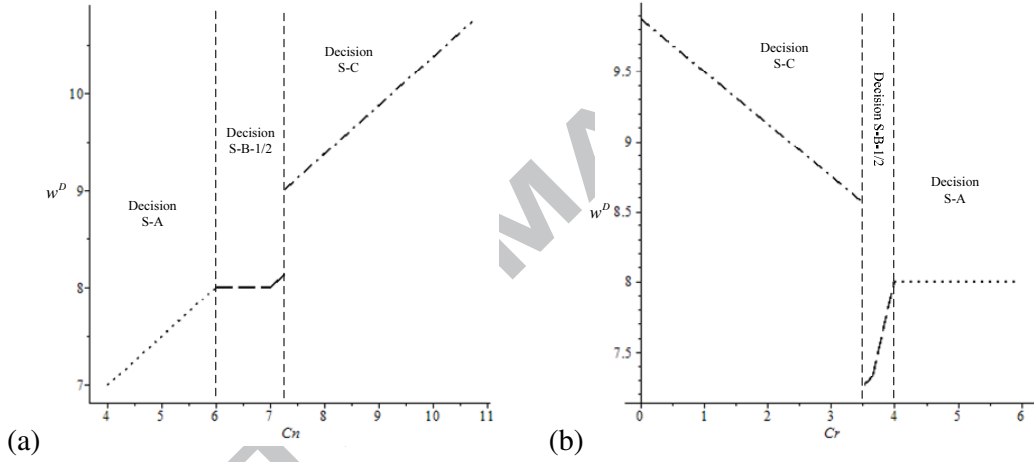 Decision
S-C
10
Decision
S-B-1/2
9
w^D
Decision
S-A
8
7
4 5 6 7 8 9 10 11
Cn
(a)
9.5
Decision
S-C
Decision S-B-1/2
9
Decision
S-A
w^D
8.5
8
7.5
0 1 2 3 4 5 6
Cr
(b)
MA